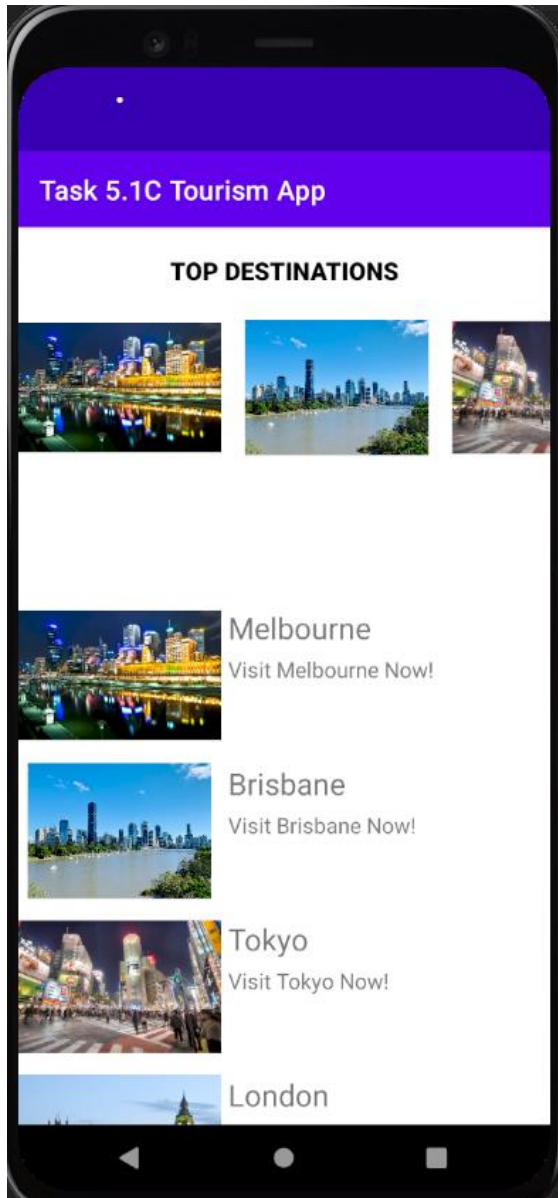 Task 5.1C Tourism App
TOP DESTINATIONS
Melbourne
Visit Melbourne Now!
Brisbane
Visit Brisbane Now!
Tokyo
Visit Tokyo Now!
London